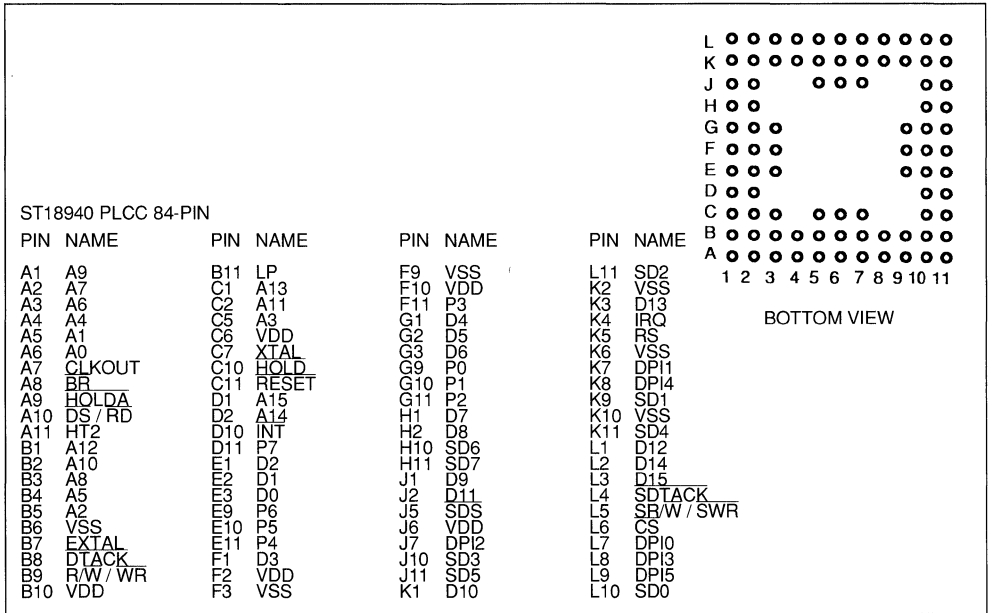 L
K
J
H
G
F
E
D
C
B
A
1 2 3 4 5 6 7 8 9 10 11
BOTTOM VIEW
ST18940 PLCC 84-PIN
PIN NAME PIN NAME PIN NAME PIN NAME
A1 A9 B11 LP F9 VSS L11 SD2
A2 A7 C1 A13 F10 VDD K2 VSS
A3 A6 C2 A11 F11 P3 K3 D13
A4 A4 C5 A3 G1 D4 K4 IRQ
A5 A1 C6 VDD G2 D5 K5 RS
A6 A0 C7 XTAL G3 D6 K6 VSS
A7 CLKOUT C10 HOLD G9 P0 K7 DPI1
A8 BR C11 RESET G10 P1 K8 DPI4
A9 HOLDA D1 A15 G11 P2 K9 SD1
A10 DS / RD D2 A14 H1 D7 K10 VSS
A11 HT2 D10 INT H2 D8 K11 SD4
B1 A12 D11 P7 H10 SD6 L1 D12
B2 A10 E1 D2 H11 SD7 L2 D14
B3 A8 E2 D1 J1 D9 L3 D15
B4 A5 E3 D0 J2 D11 L4 SDTACK
B5 A2 E9 P6 J5 SDS L5 SR/W / SWR
B6 VSS E10 P5 J6 VDD L6 CS
B7 EXTAL E11 P4 J7 DPI2 L7 DPI0
B8 DTACK F1 D3 J10 SD3 L8 DPI3
B9 R/W / WR F2 VDD J11 SD5 L9 DPI5
B10 VDD F3 VSS K1 D10 L10 SD0